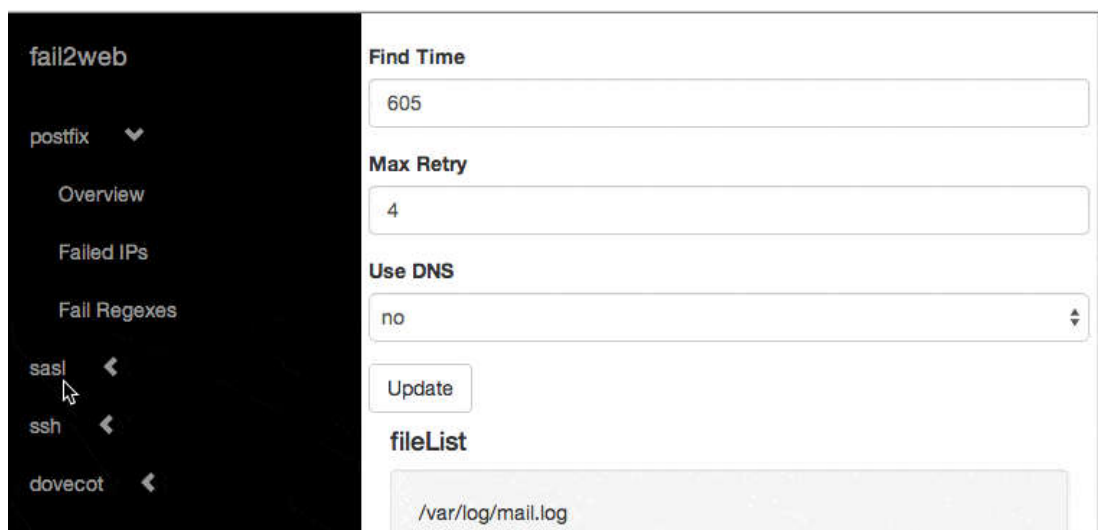 fail2web
postfix
Overview
Failed IPs
Fail Regexes
sasl
ssh
dovecot
Find Time
605
Max Retry
4
Use DNS
no
Update
fileList
/var/log/mail.log